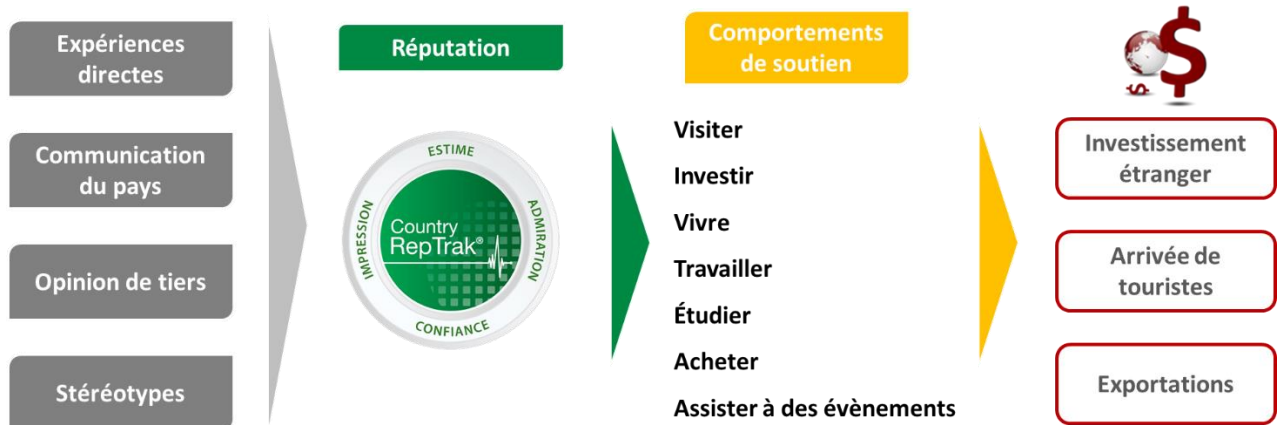 Expériences
directes
Communication
du pays
Opinion de tiers
Stéréotypes
Réputation
ESTIME
IMPRESSION
ADMIRATION
CONFIANCE
Country
RepTrak®
Comportements
de soutien
Visiter
Investir
Vivre
Travailler
Étudier
Acheter
Assister à des évènements
$
$
Investissement
étranger
Arrivée de
touristes
Exportations